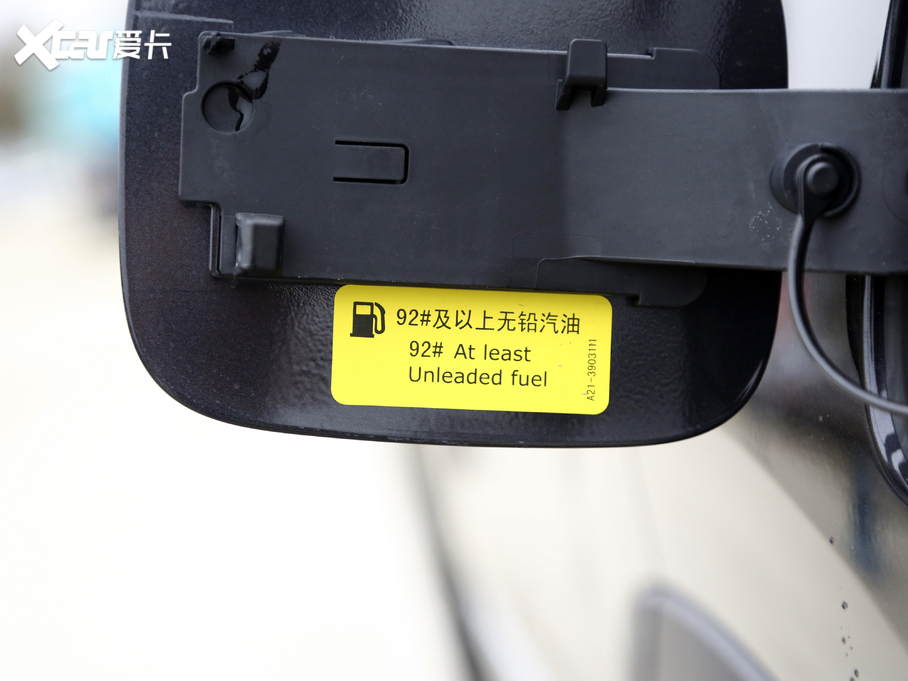 Xcar爱卡
92#及以上无铅汽油
92# At least
Unleaded fuel
A21-3903111